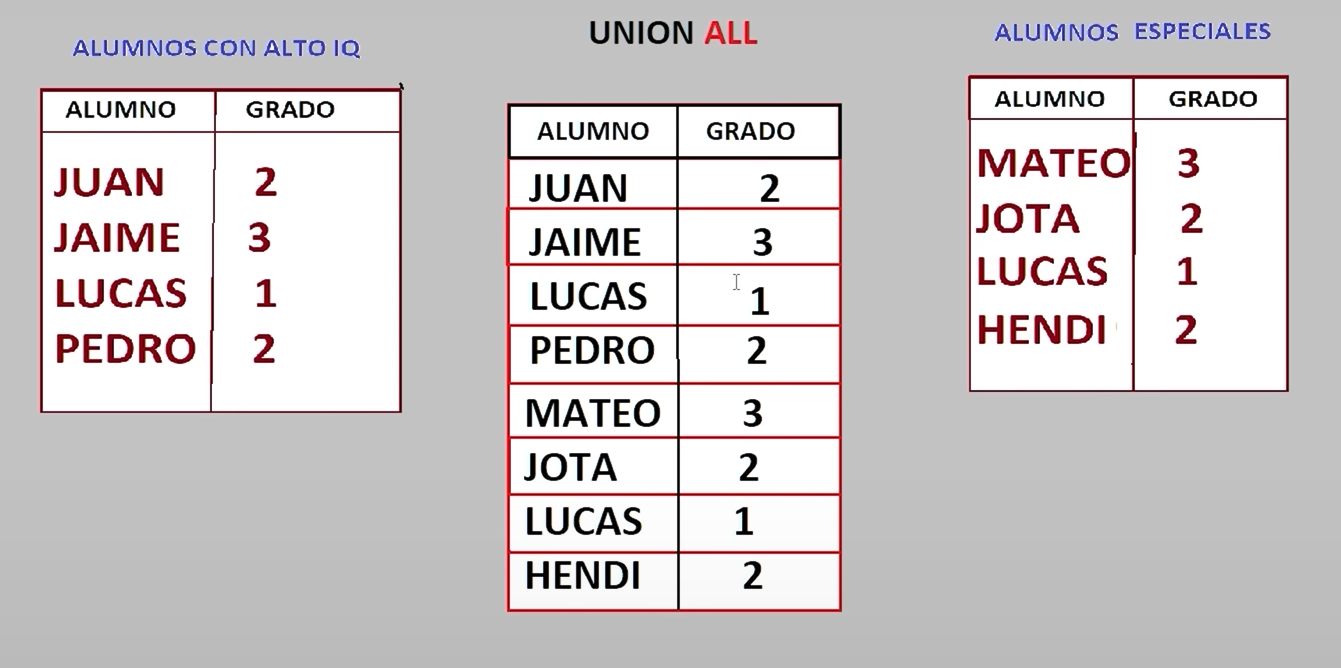 ALUMNOS CON ALTO IQ
ALUMNO GRADO
JUAN 2
JAIME 3
LUCAS 1
PEDRO 2
UNION ALL
ALUMNO GRADO
JUAN 2
JAIME 3
LUCAS 1
PEDRO 2
MATEO 3
JOTA 2
LUCAS 1
HENDI 2
ALUMNOS ESPECIALES
ALUMNO GRADO
MATEO 3
JOTA 2
LUCAS 1
HENDI 2